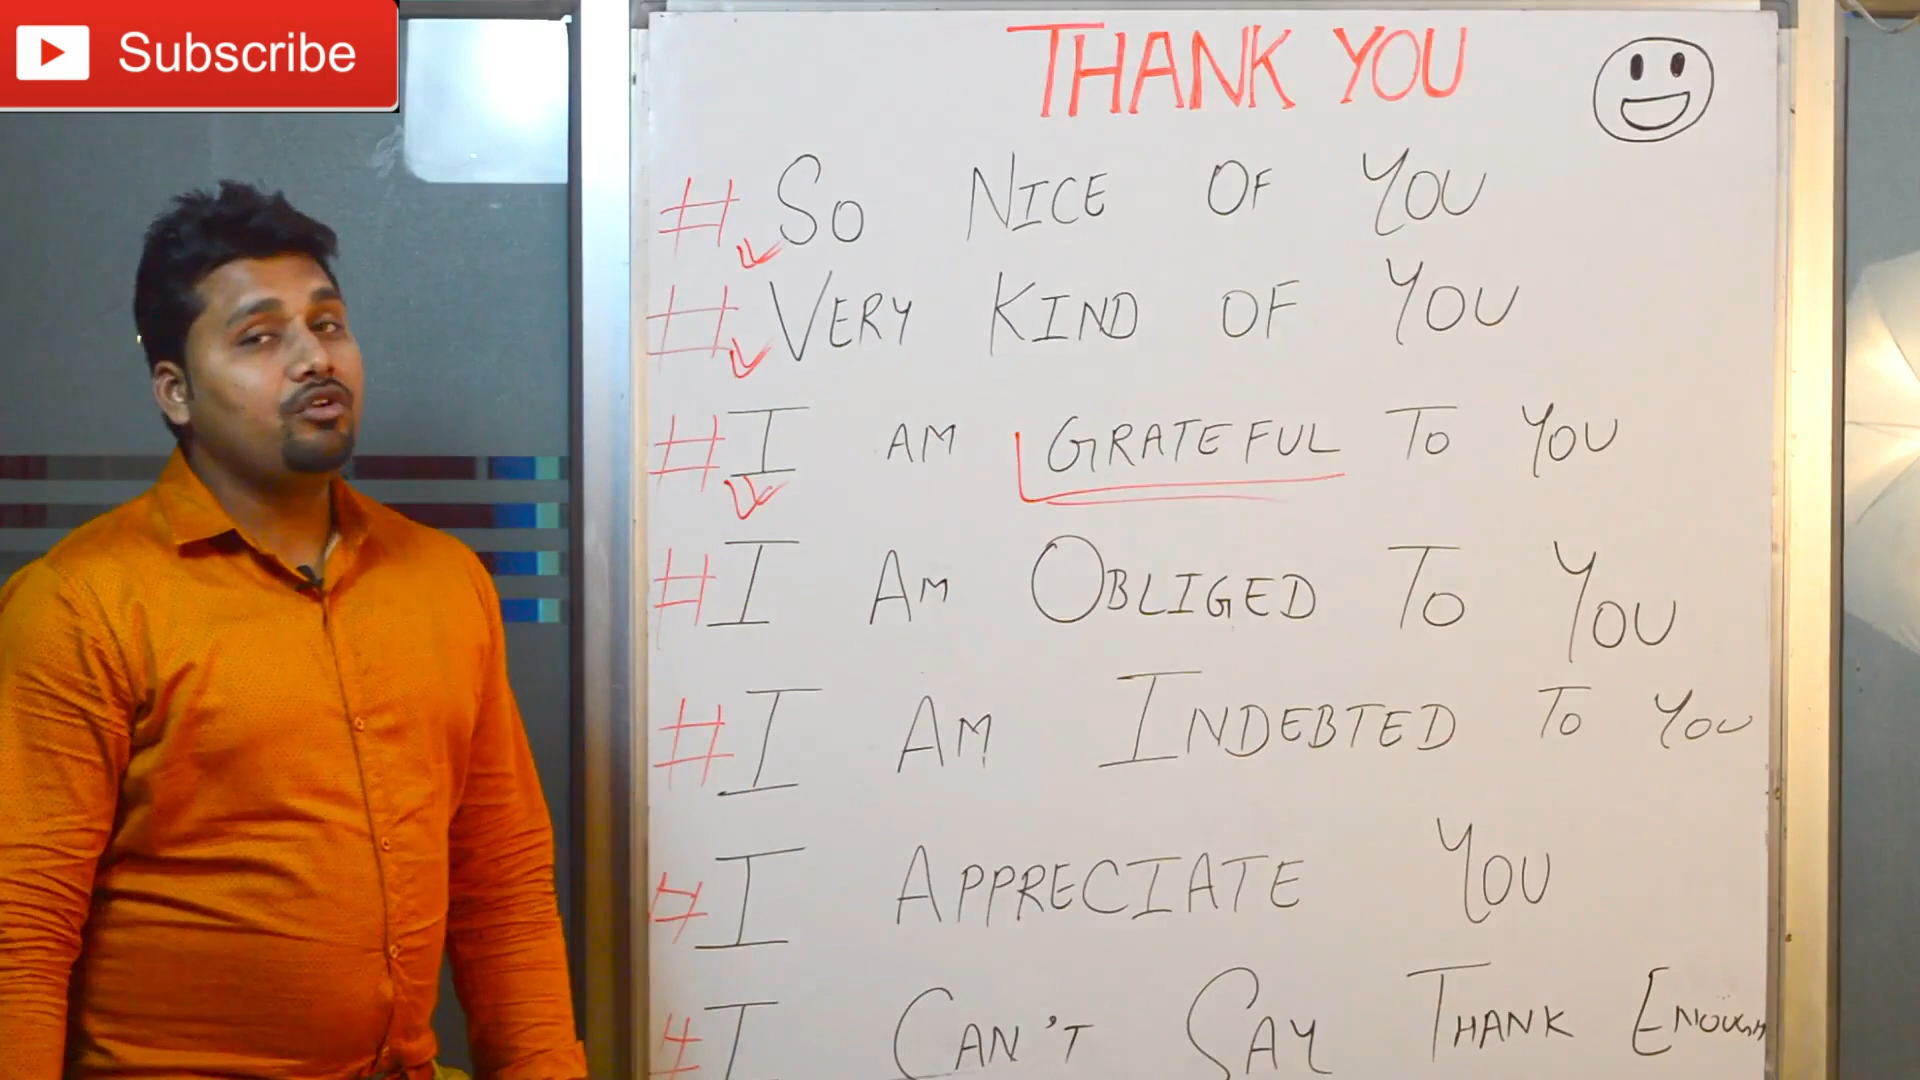 Subscribe
THANK YOU
# SO NICE OF YOU
# VERY KIND OF YOU
# I AM GRATEFUL TO YOU
# I AM OBLIGED TO YOU
# I AM INDEBTED TO YOU
# I APPRECIATE YOU
# I CAN'T SAY THANK ENOUGH